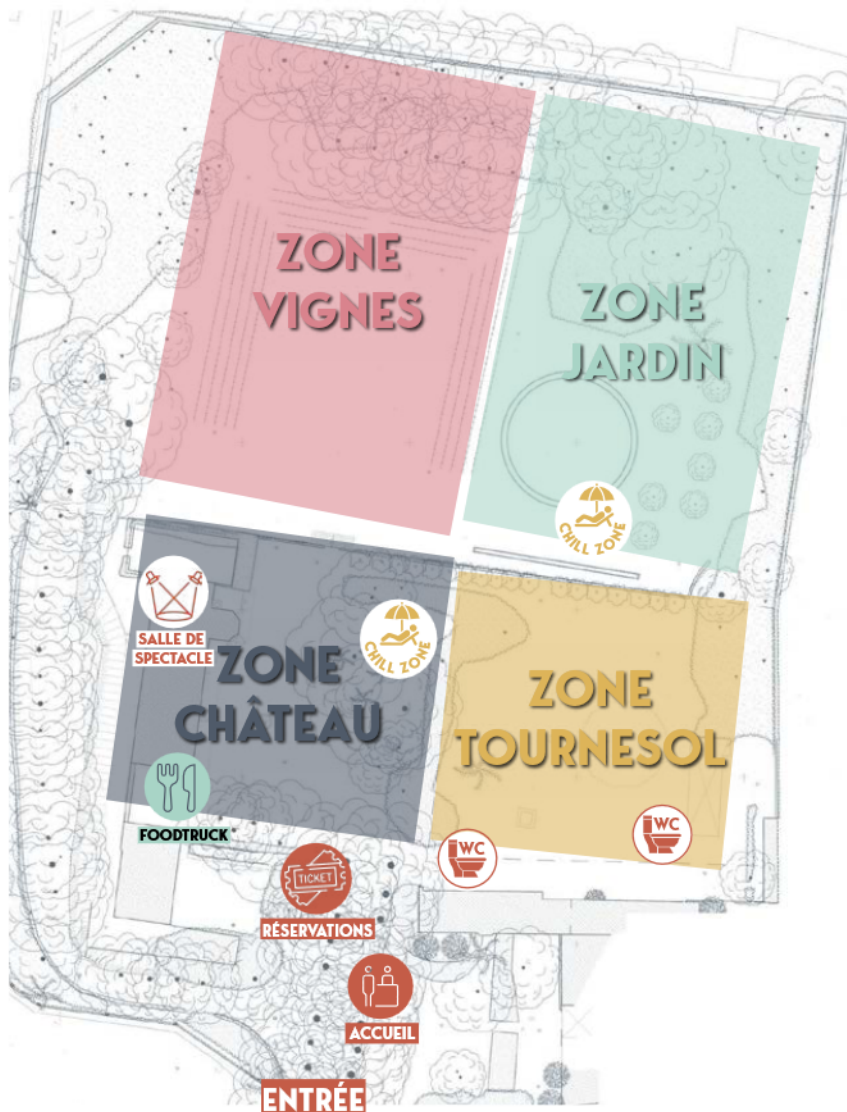 ZONE
VIGNES
ZONE
JARDIN
CHILL ZONE
SALLE DE
SPECTACLE
CHILL ZONE
ZONE
CHÂTEAU
ZONE
TOURNESOL
FOODTRUCK
WC
WC
TICKET
RÉSERVATIONS
ACCUEIL
ENTRÉE